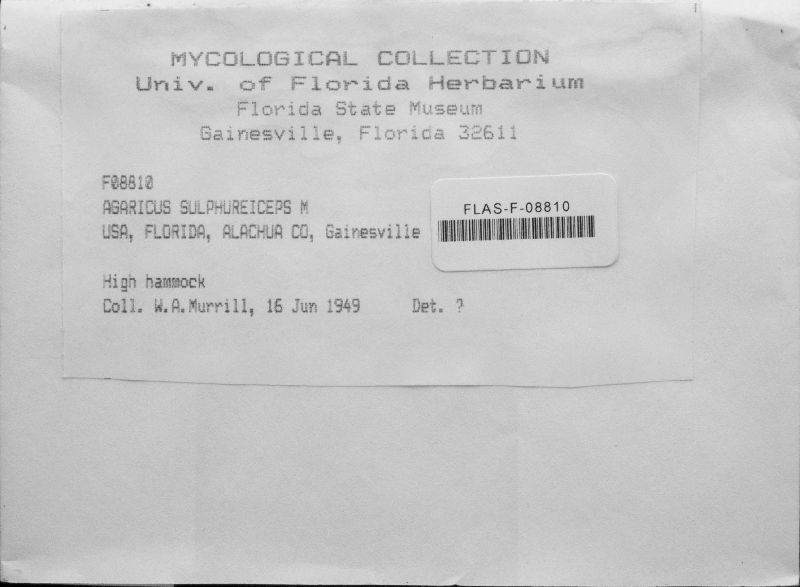 MYCOLOGICAL COLLECTION
Univ. of Florida Herbarium
Florida State Museum
Gainesville, Florida 32611
F08810
AGARICUS SULPHUREICEPS M
USA, FLORIDA, ALACHUA CO, Gainesville
FLAS-F-08810
High hammock
Coll. W.A.Murrill, 16 Jun 1949 Det. ?